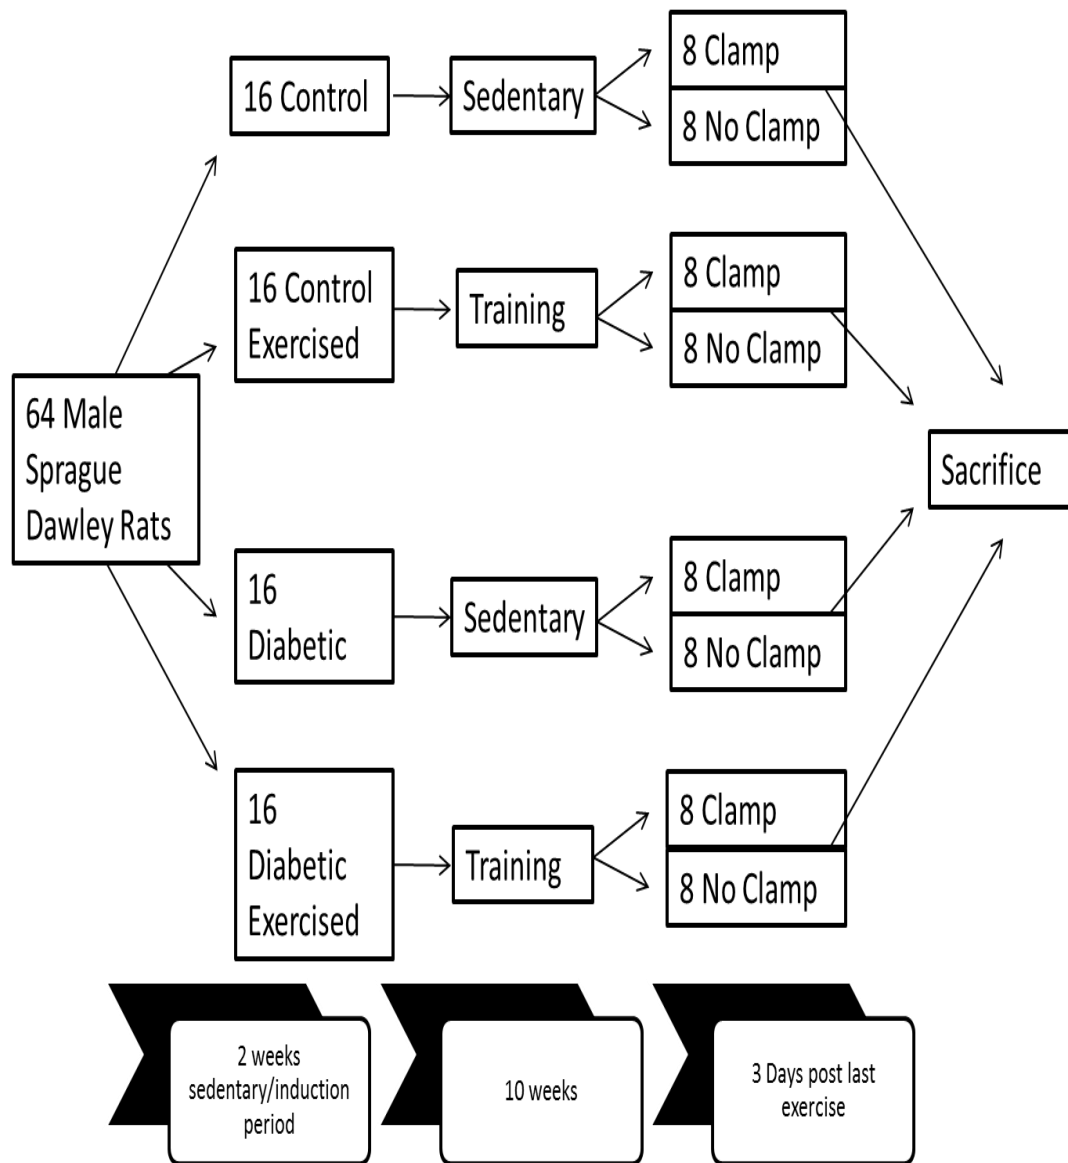 64 Male
Sprague
Dawley Rats
16 Control
Sedentary
8 Clamp
8 No Clamp
16 Control
Exercised
Training
8 Clamp
8 No Clamp
16
Diabetic
Sedentary
8 Clamp
8 No Clamp
16
Diabetic
Exercised
Training
8 Clamp
8 No Clamp
Sacrifice
2 weeks
sedentary/induction
period
10 weeks
3 Days post last
exercise